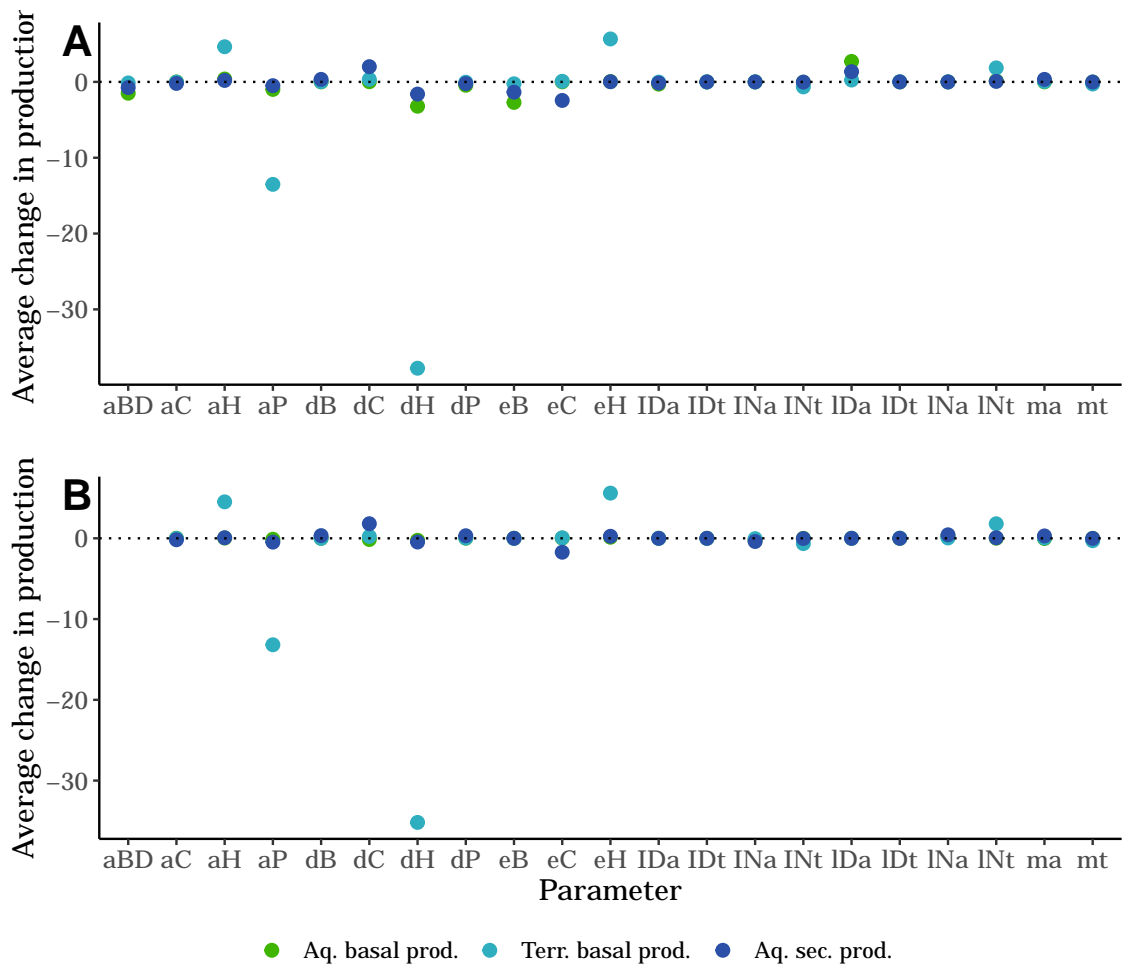 A
Average change in production
0
−10
−20
−30
aBD aC aH aP dB dC dH dP eB eC eH IDa IDt INa INt lDa lDt lNa lNt ma mt
B
Average change in production
0
−10
−20
−30
aBD aC aH aP dB dC dH dP eB eC eH IDa IDt INa INt lDa lDt lNa lNt ma mt
Parameter
Aq. basal prod. Terr. basal prod. Aq. sec. prod.